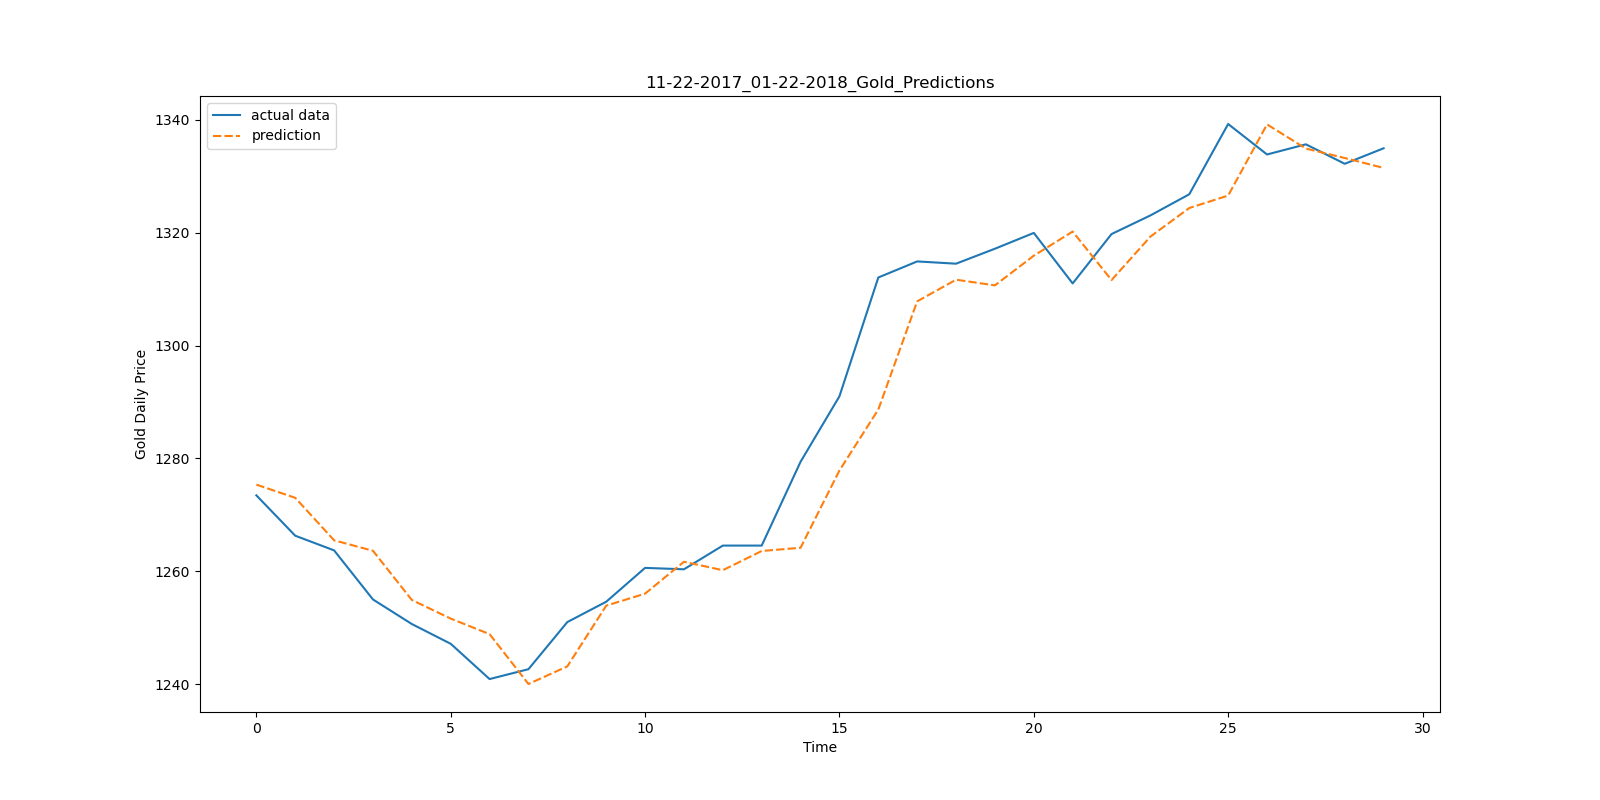 11-22-2017_01-22-2018_Gold_Predictions
actual data
prediction
1340
1320
1300
1280
1260
1240
Gold Daily Price
0 5 10 15 20 25 30
Time